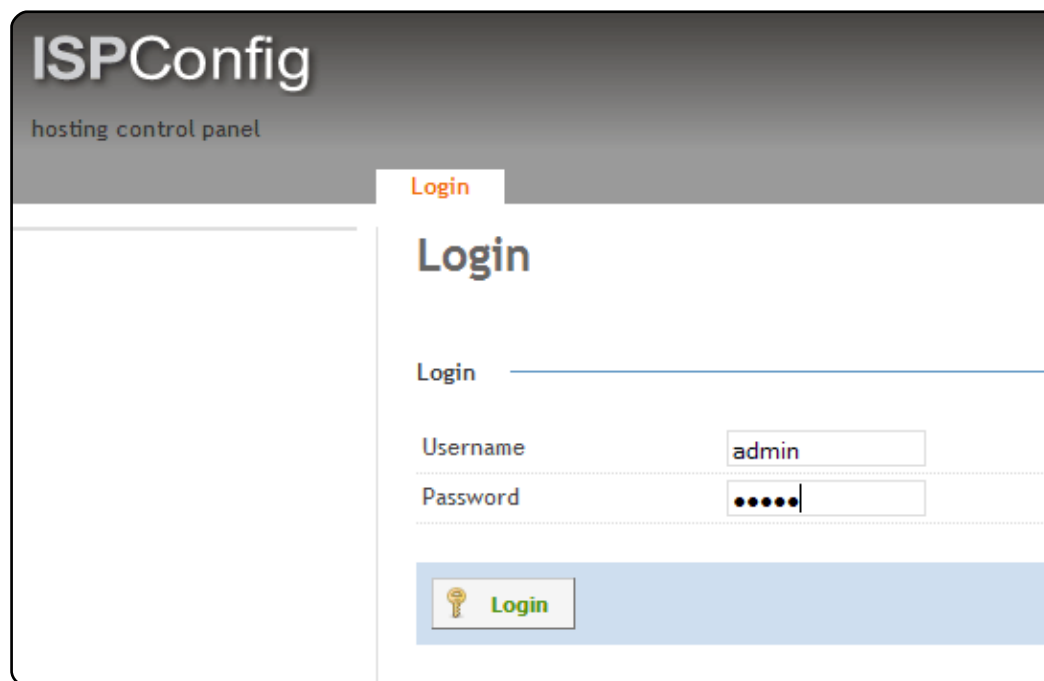 ISPConfig
hosting control panel
Login
Login
Login
Username admin
Password •••••
Login